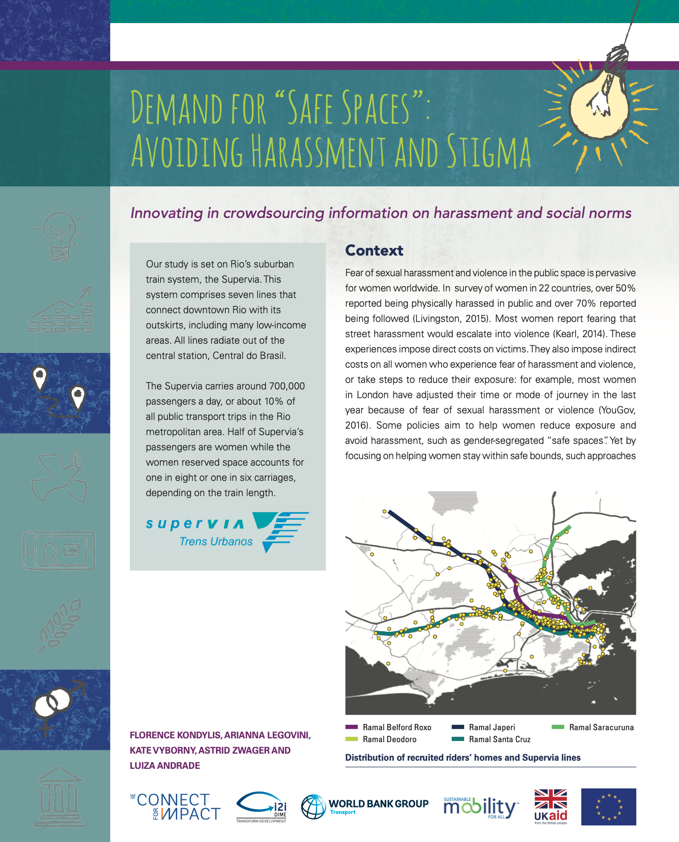 DEMAND FOR “SAFE SPACES”:
AVOIDING HARASSMENT AND STIGMA
Innovating in crowdsourcing information on harassment and social norms
Our study is set on Rio’s suburban
train system, the Supervia. This
system comprises seven lines that
connect downtown Rio with its
outskirts, including many low-income
areas. All lines radiate out of the
central station, Central do Brasil.
The Supervia carries around 700,000
passengers a day, or about 10% of
all public transport trips in the Rio
metropolitan area. Half of Supervia’s
passengers are women while the
women reserved space accounts for
one in eight or one in six carriages,
depending on the train length.
superVIA
Trens Urbanos
Context
Fear of sexual harassment and violence in the public space is pervasive
for women worldwide. In survey of women in 22 countries, over 50%
reported being physically harassed in public and over 70% reported
being followed (Livingston, 2015). Most women report fearing that
street harassment would escalate into violence (Kearl, 2014). These
experiences impose direct costs on victims. They also impose indirect
costs on all women who experience fear of harassment and violence,
or take steps to reduce their exposure: for example, most women
in London have adjusted their time or mode of journey in the last
year because of fear of sexual harassment or violence (YouGov,
2016). Some policies aim to help women reduce exposure and
avoid harassment, such as gender-segregated “safe spaces”. Yet by
focusing on helping women stay within safe bounds, such approaches
Ramal Belford Roxo
Ramal Japeri
Ramal Saracuruna
Ramal Deodoro
Ramal Santa Cruz
Distribution of recruited riders’ homes and Supervia lines
FLORENCE KONDYLIS, ARIANNA LEGOVINI,
KATE VYBORNY, ASTRID ZWAGER AND
LUIZA ANDRADE
WE CONNECT
FOR IMPACT
i2i
DIME
TRANSFORM DEVELOPMENT
WORLD BANK GROUP
Transport
SUSTAINABLE
mobility
FOR ALL
UKaid
from the British people